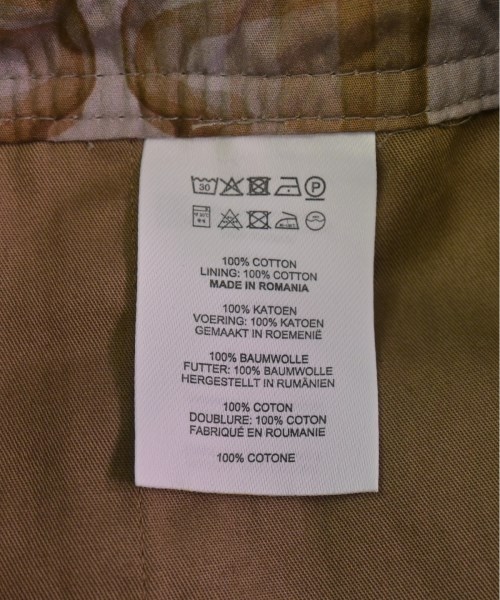 30
P
100% COTTON
LINING: 100% COTTON
MADE IN ROMANIA
100% KATOEN
VOERING: 100% KATOEN
GEMAAKT IN ROEMENIË
100% BAUMWOLLE
FUTTER: 100% BAUMWOLLE
HERGESTELLT IN RUMÄNIEN
100% COTON
DOUBLURE: 100% COTON
FABRIQUÉ EN ROUMANIE
100% COTONE